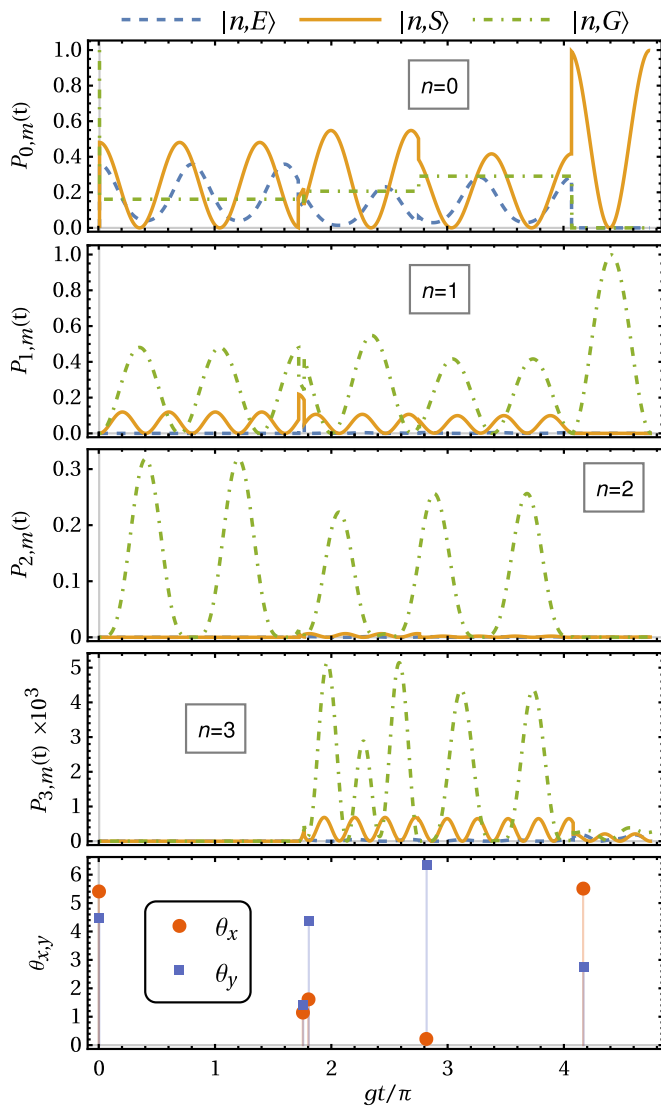 |n,E⟩ |n,S⟩ |n,G⟩
P0,m(t)
1.0
0.8
0.6
0.4
0.2
0.0
n=0
P1,m(t)
1.0
0.8
0.6
0.4
0.2
0.0
n=1
P2,m(t)
0.3
0.2
0.1
0
n=2
P3,m(t) ×10³
5
4
3
2
1
0
n=3
θx,y
6
5
4
3
2
1
0
θx
θy
0 1 2 3 4
gt/π